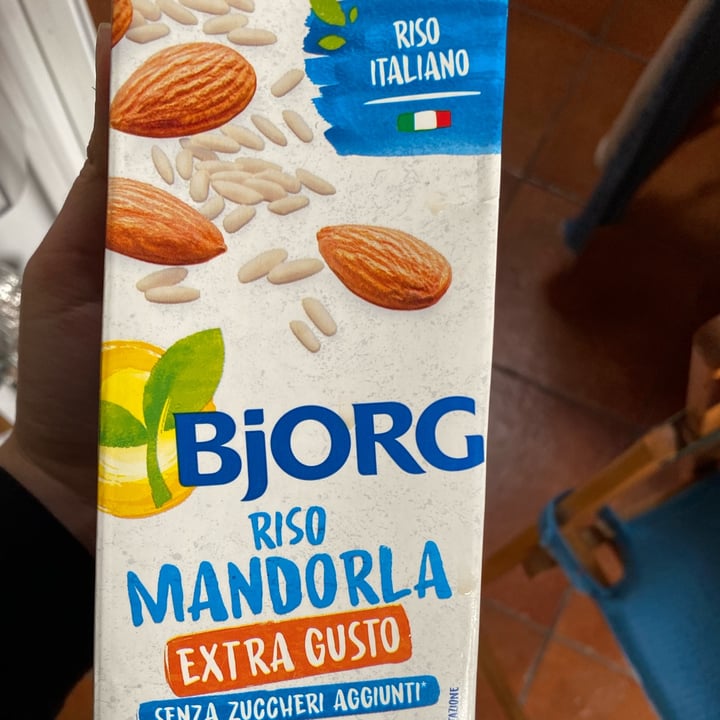 RISO
ITALIANO
BjORG
RISO
MANDORLA
EXTRA GUSTO
SENZA ZUCCHERI AGGIUNTI*